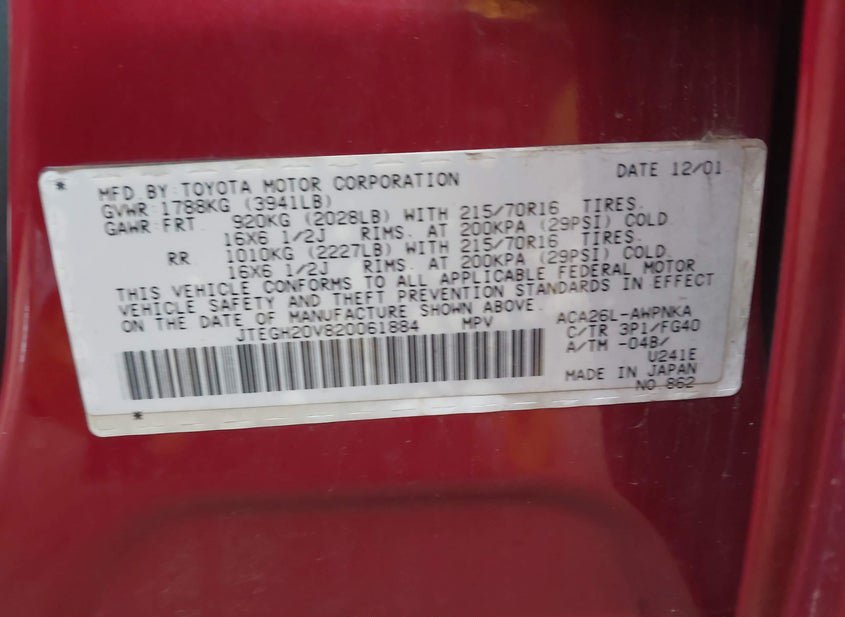 * MFD BY: TOYOTA MOTOR CORPORATION DATE 12/01
GVWR 1788KG (3941LB)
GAWR FRT 920KG (2028LB) WITH 215/70R16 TIRES.
16X6 1/2J RIMS. AT 200KPA (29PSI) COLD
RR 1010KG (2227LB) WITH 215/70R16 TIRES.
16X6 1/2J RIMS. AT 200KPA (29PSI) COLD
THIS VEHICLE CONFORMS TO ALL APPLICABLE FEDERAL MOTOR
VEHICLE SAFETY AND THEFT PREVENTION STANDARDS IN EFFECT
ON THE DATE OF MANUFACTURE SHOWN ABOVE.
JTEGH20V820061884 MPV
ACA26L-AWPNKA
C/TR 3P1/FG40
A/TM -04B/
U241E
MADE IN JAPAN
NO 862
*